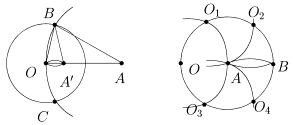 B
O A' A
C
O₁ O₂
O A B
O₃ O₄